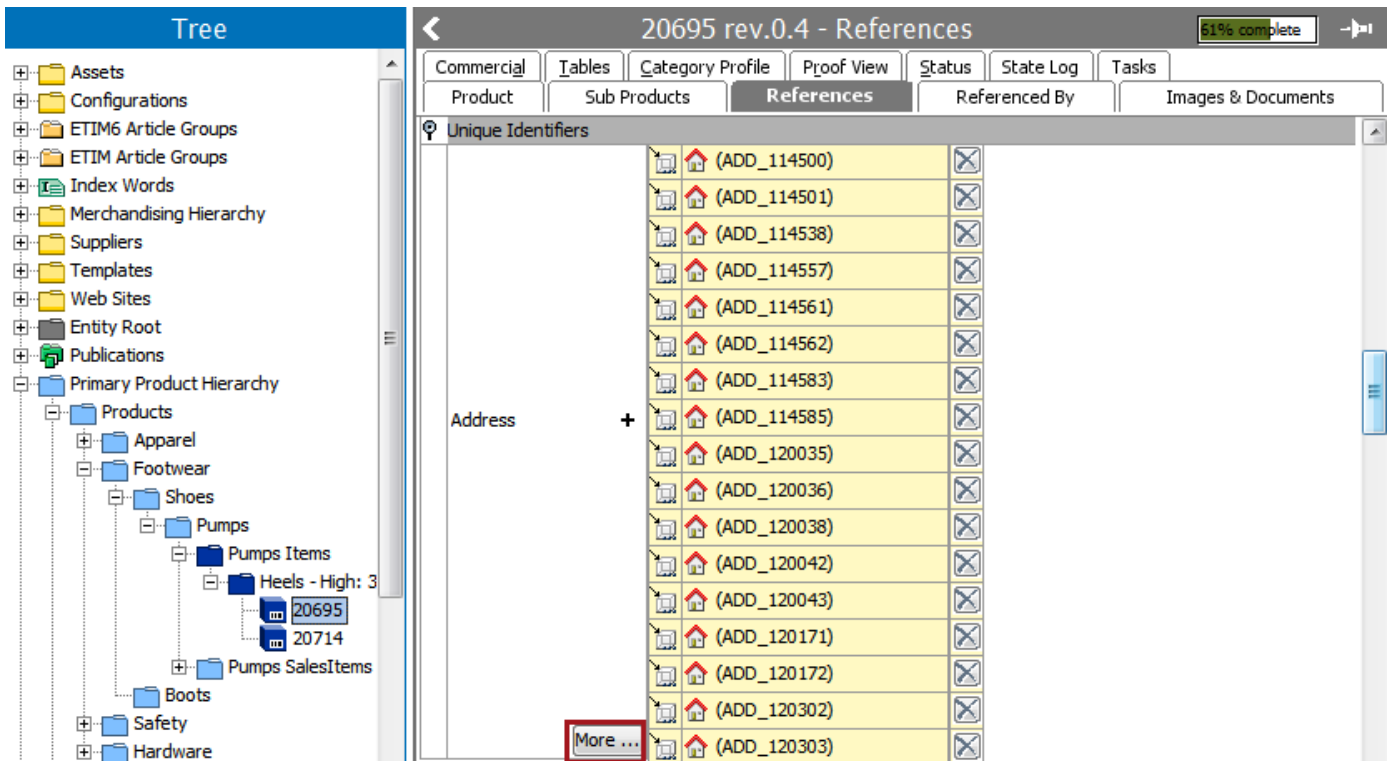 Tree
Assets
Configurations
ETIM6 Article Groups
ETIM Article Groups
Index Words
Merchandising Hierarchy
Suppliers
Templates
Web Sites
Entity Root
Publications
Primary Product Hierarchy
Products
Apparel
Footwear
Shoes
Pumps
Pumps Items
Heels - High: 3
20695
20714
Pumps SalesItems
Boots
Safety
Hardware
20695 rev.0.4 - References
61% complete
Commercial Tables Category Profile Proof View Status State Log Tasks
Product Sub Products References Referenced By Images & Documents
Unique Identifiers
(ADD_114500)
(ADD_114501)
(ADD_114538)
(ADD_114557)
(ADD_114561)
(ADD_114562)
(ADD_114583)
Address + (ADD_114585)
(ADD_120035)
(ADD_120036)
(ADD_120038)
(ADD_120042)
(ADD_120043)
(ADD_120171)
(ADD_120172)
(ADD_120302)
More ... (ADD_120303)